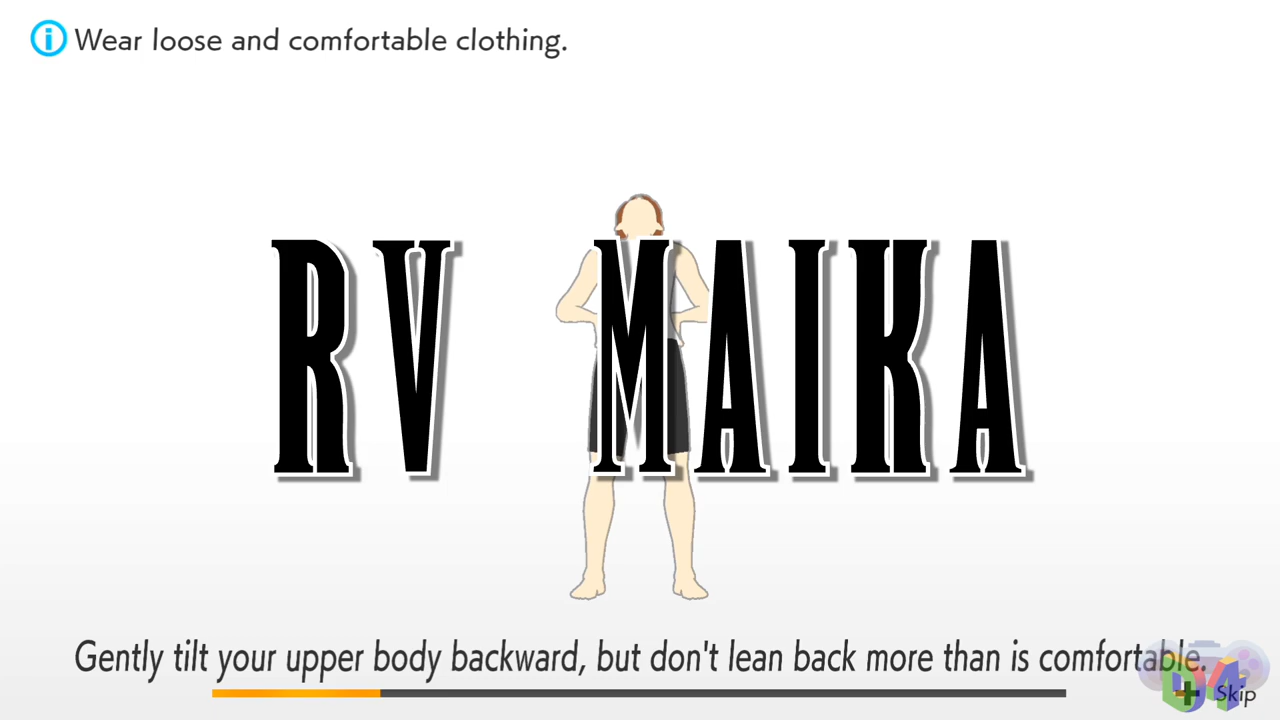 Wear loose and comfortable clothing.
RV MAIKA
Gently tilt your upper body backward, but don't lean back more than is comfortable.
Skip